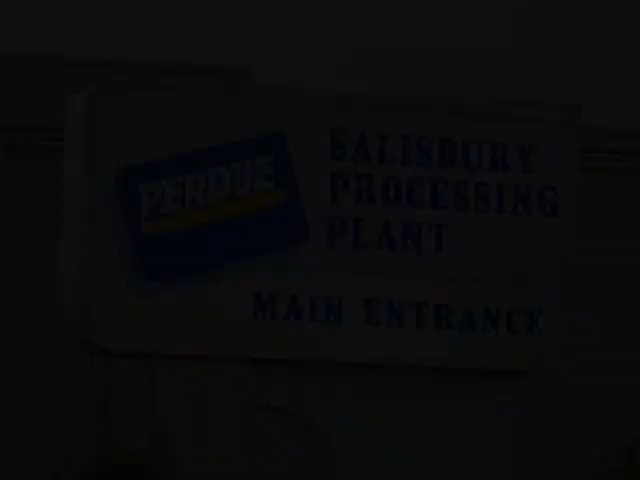 PERDUE
SALISBURY
PROCESSING
PLANT
MAIN ENTRANCE